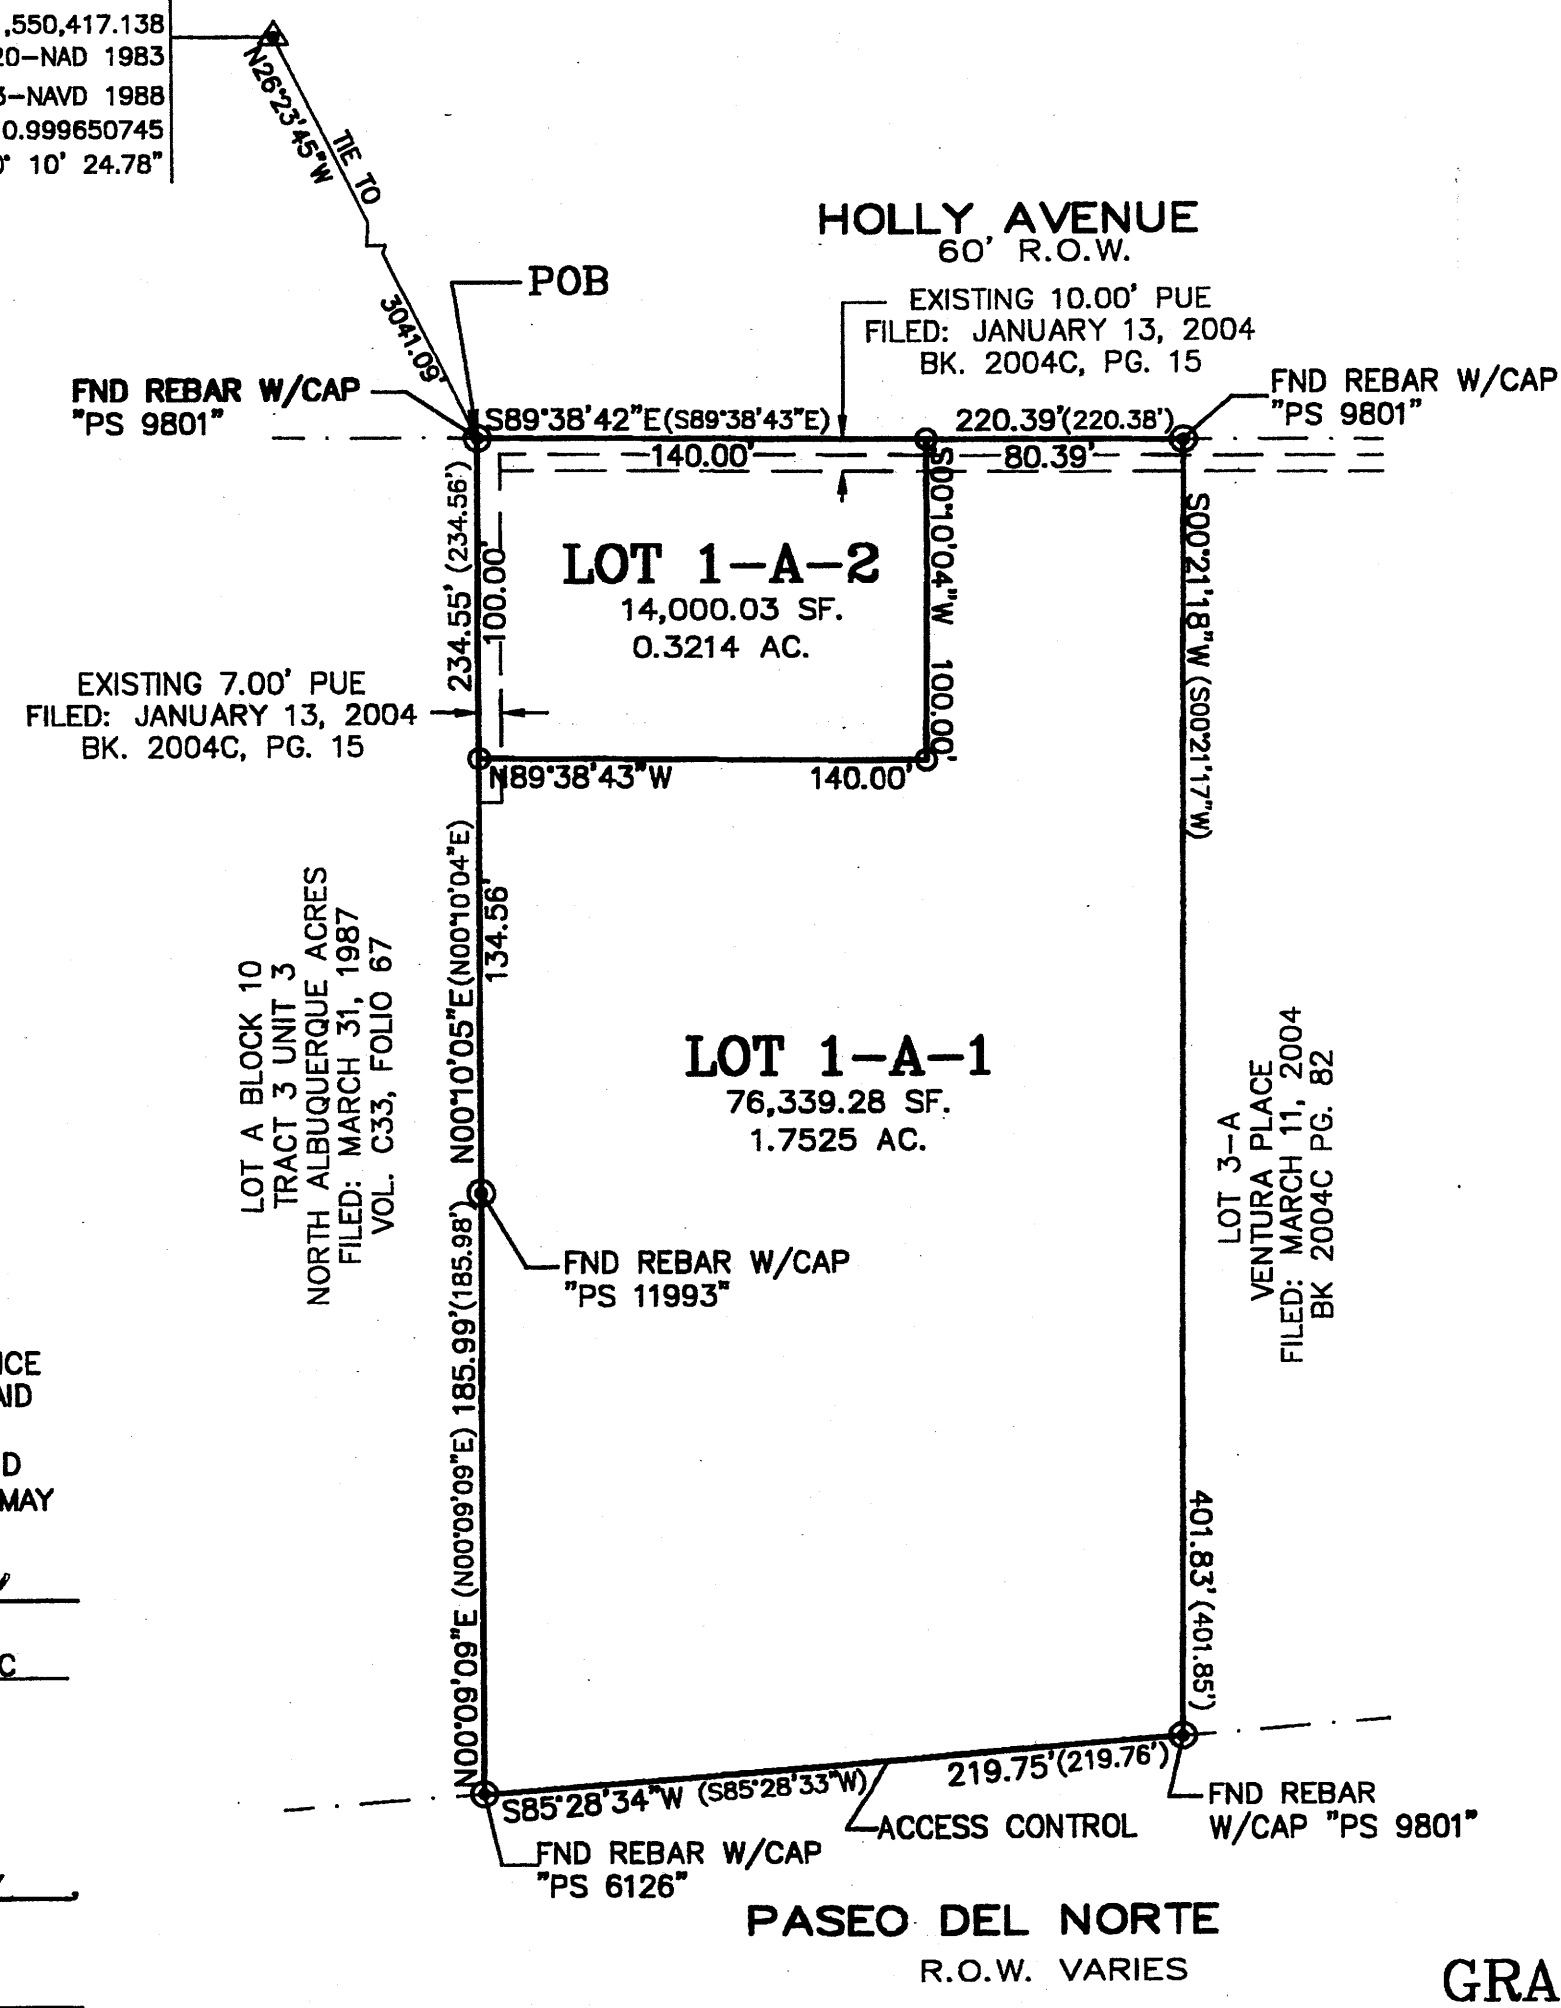 ,550,417.138
20-NAD 1983
-NAVD 1988
0.999650745
10' 24.78"
N26°23'45"W
TIE TO
3041.09'
HOLLY AVENUE
60' R.O.W.
POB
EXISTING 10.00' PUE
FILED: JANUARY 13, 2004
BK. 2004C, PG. 15
FND REBAR W/CAP
"PS 9801"
FND REBAR W/CAP
"PS 9801"
S89°38'42"E(S89°38'43"E)
220.39'(220.38')
140.00'
80.39'
234.55' (234.56')
100.00'
LOT 1-A-2
14,000.03 SF.
0.3214 AC.
S00°10'04"W 100.00'
S00°21'18"W (S00°21'17"W)
EXISTING 7.00' PUE
FILED: JANUARY 13, 2004
BK. 2004C, PG. 15
N89°38'43"W 140.00'
N00°10'05"E(N00°10'04"E)
134.56'
LOT A BLOCK 10
TRACT 3 UNIT 3
NORTH ALBUQUERQUE ACRES
FILED: MARCH 31, 1987
VOL. C33, FOLIO 67
LOT 1-A-1
76,339.28 SF.
1.7525 AC.
LOT 3-A
VENTURA PLACE
FILED: MARCH 11, 2004
BK 2004C PG. 82
FND REBAR W/CAP
"PS 11993"
N00°09'09"E (N00°09'09"E) 185.99'(185.98')
ICE
AID
D
MAY
401.83' (401.85')
C
S85°28'34"W (S85°28'33"W)
219.75'(219.76')
ACCESS CONTROL
FND REBAR
W/CAP "PS 9801"
FND REBAR W/CAP
"PS 6126"
PASEO DEL NORTE
R.O.W. VARIES
GRA